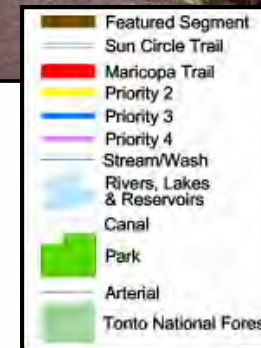 Featured Segment
Sun Circle Trail
Maricopa Trail
Priority 2
Priority 3
Priority 4
Stream/Wash
Rivers, Lakes
& Reservoirs
Canal
Park
Arterial
Tonto National Fores